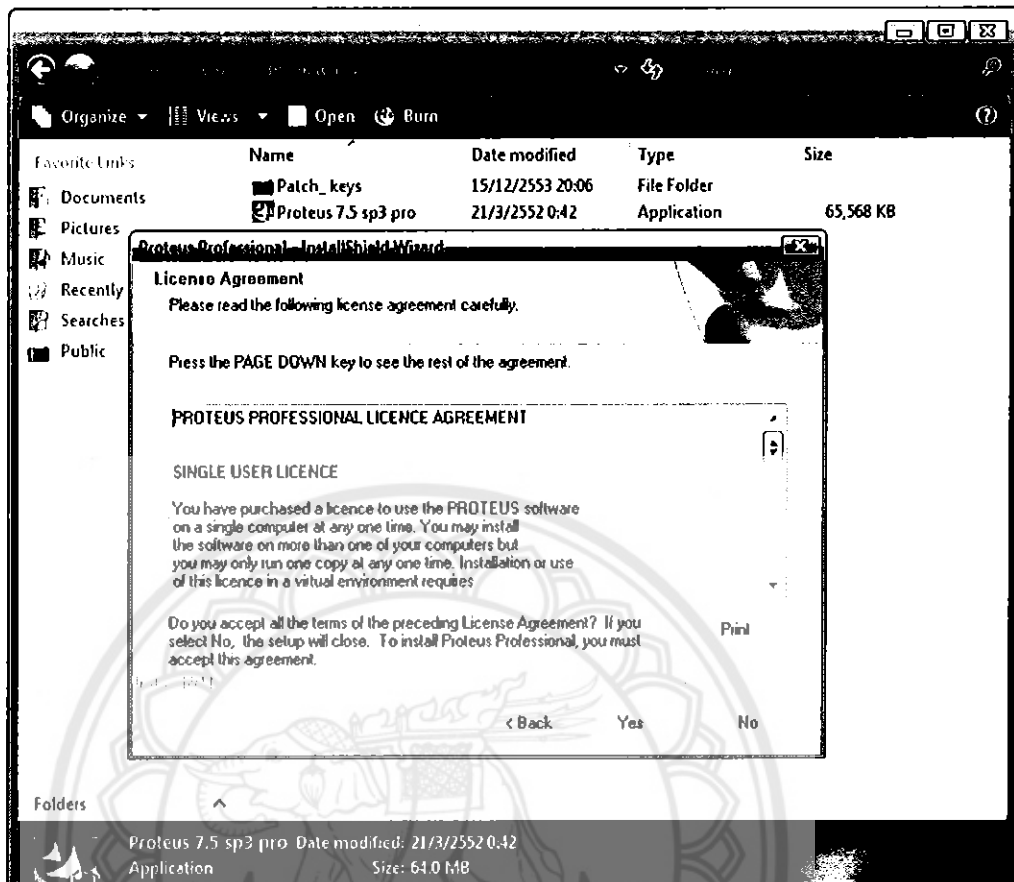 Organize Views Open Burn
Favorite Links
Documents
Pictures
Music
Recently
Searches
Public
Folders
Name Date modified Type Size
Patch_keys 15/12/2553 20:06 File Folder
Proteus 7.5 sp3 pro 21/3/2552 0:42 Application 65,568 KB
Proteus Professional - InstallShield Wizard
License Agreement
Please read the following license agreement carefully.
Press the PAGE DOWN key to see the rest of the agreement.
PROTEUS PROFESSIONAL LICENCE AGREEMENT
SINGLE USER LICENCE
You have purchased a licence to use the PROTEUS software
on a single computer at any one time. You may install
the software on more than one of your computers but
you may only run one copy at any one time. Installation or use
of this licence in a virtual environment requires
Do you accept all the terms of the preceding License Agreement? If you
select No, the setup will close. To install Proteus Professional, you must
accept this agreement.
Print
< Back Yes No
Proteus 7.5 sp3 pro Date modified: 21/3/2552 0:42
Application Size: 64.0 MB